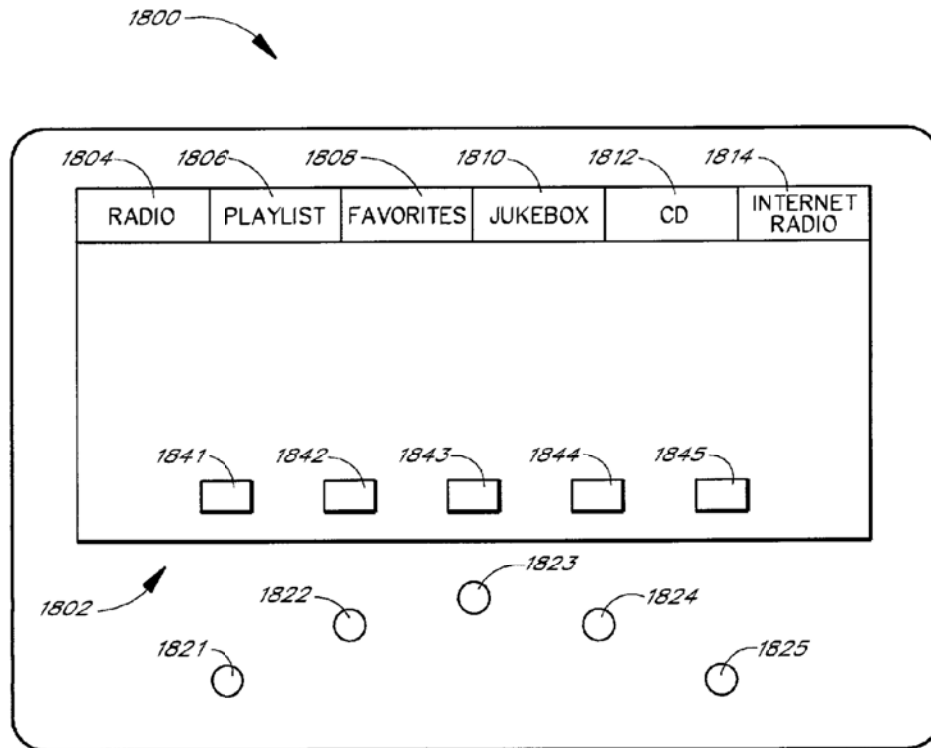 1800
1804 1806 1808 1810 1812 1814
RADIO PLAYLIST FAVORITES JUKEBOX CD INTERNET
RADIO
1841 1842 1843 1844 1845
1802 1822 1823 1824
1821 1825